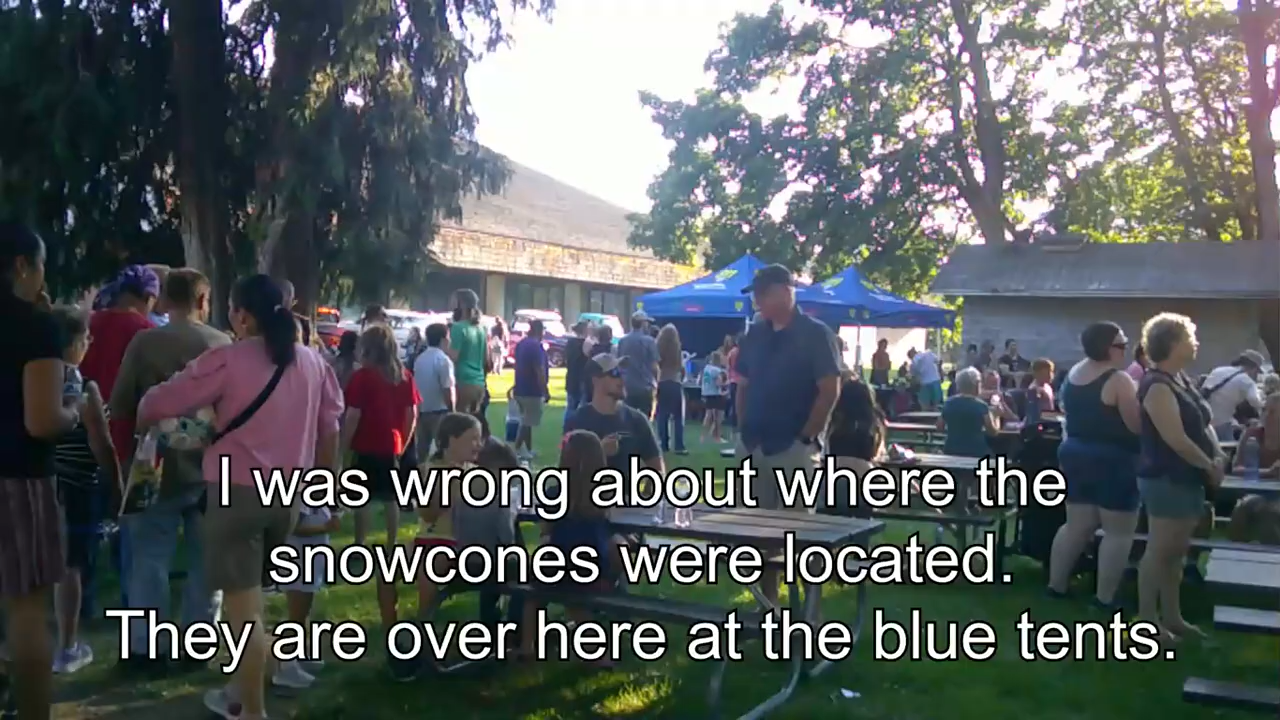 I was wrong about where the
snowcones were located.
They are over here at the blue tents.